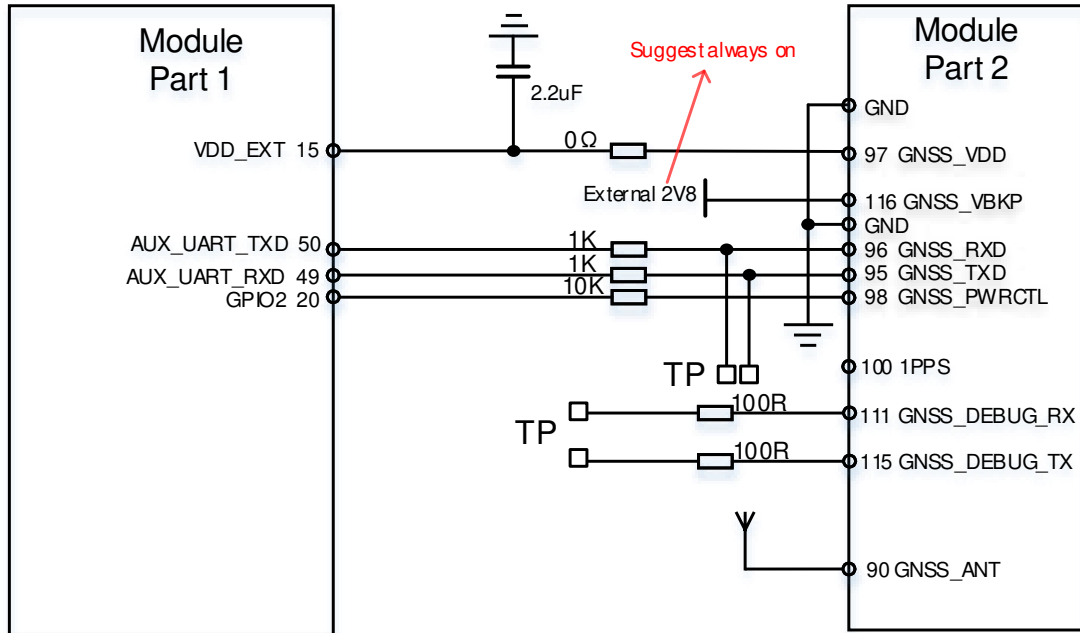 Module
Part 1
Module
Part 2
Suggest always on
2.2uF
GND
VDD_EXT 15
0Ω
97 GNSS_VDD
External 2V8
116 GNSS_VBKP
GND
AUX_UART_TXD 50
1K
96 GNSS_RXD
AUX_UART_RXD 49
1K
95 GNSS_TXD
GPIO2 20
10K
98 GNSS_PWRCTL
100 1PPS
TP
100R
111 GNSS_DEBUG_RX
TP
100R
115 GNSS_DEBUG_TX
90 GNSS_ANT